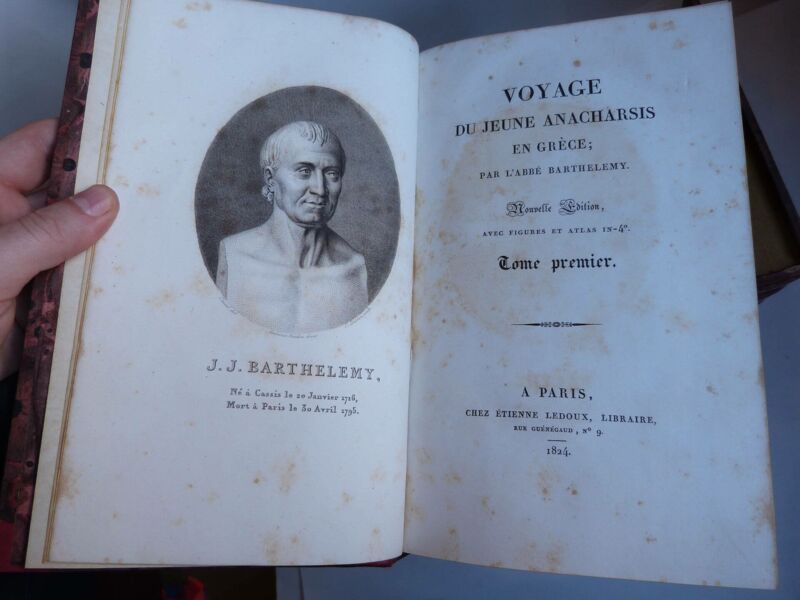 J. J. BARTHELEMY,
Né à Cassis le 20 Janvier 1716,
Mort à Paris le 30 Avril 1795.
VOYAGE
DU JEUNE ANACHARSIS
EN GRÈCE;
PAR L'ABBÉ BARTHELEMY.
Nouvelle Édition,
AVEC FIGURES ET ATLAS IN-4º.
Tome premier.
A PARIS,
CHEZ ÉTIENNE LEDOUX, LIBRAIRE,
RUE GUÉNÉGAUD, Nº 9.
1824.